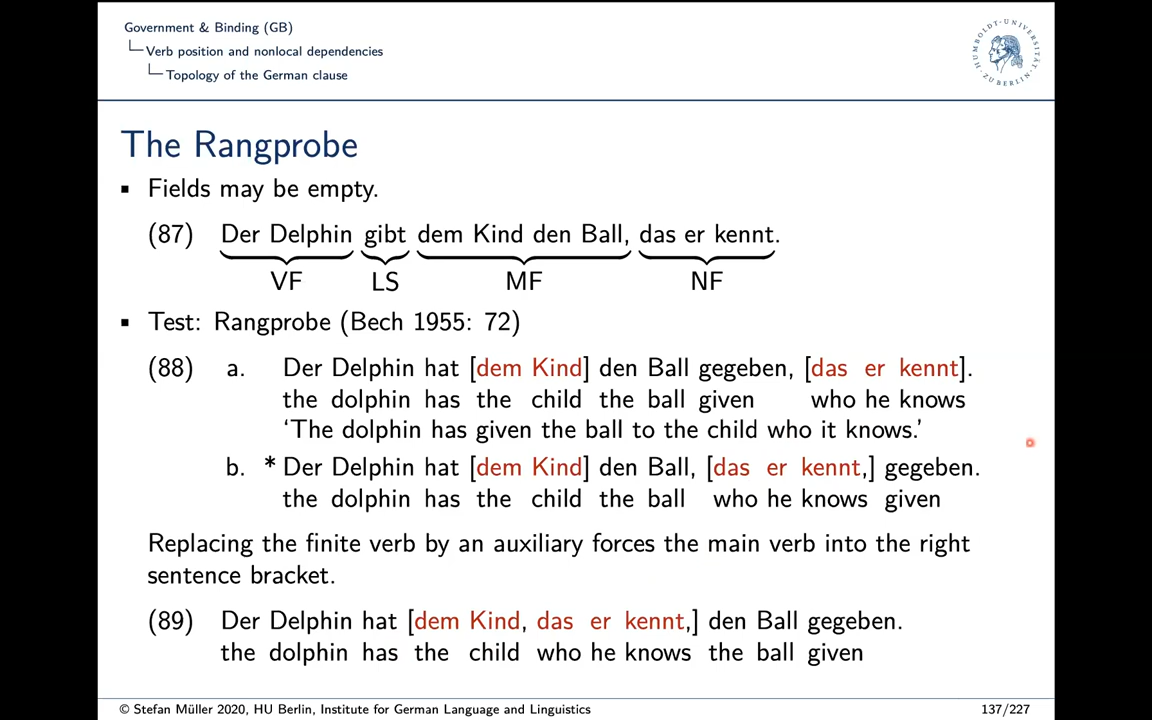 Government & Binding (GB)
Verb position and nonlocal dependencies
Topology of the German clause
HUMBOLDT-UNIVERSITÄT ZU BERLIN
The Rangprobe
▪ Fields may be empty.
(87) Der Delphin gibt dem Kind den Ball, das er kennt.
VF LS MF NF
▪ Test: Rangprobe (Bech 1955: 72)
(88) a. Der Delphin hat [dem Kind] den Ball gegeben, [das er kennt].
the dolphin has the child the ball given who he knows
‘The dolphin has given the ball to the child who it knows.’
b. * Der Delphin hat [dem Kind] den Ball, [das er kennt,] gegeben.
the dolphin has the child the ball who he knows given
Replacing the finite verb by an auxiliary forces the main verb into the right
sentence bracket.
(89) Der Delphin hat [dem Kind, das er kennt,] den Ball gegeben.
the dolphin has the child who he knows the ball given
© Stefan Müller 2020, HU Berlin, Institute for German Language and Linguistics 137/227